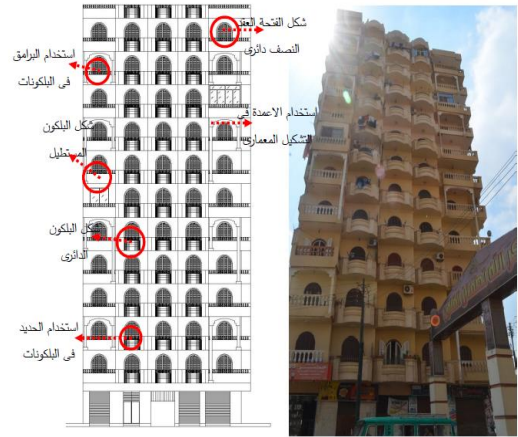 شكل الفتحة العقد
النصف دائرى
استخدام البرامق
فى البلكونات
استخدام الاعمدة فى
التشكيل المعمارى
شكل البلكون
المستطيل
شكل البلكون
الدائرى
استخدام الحديد
فى البلكونات